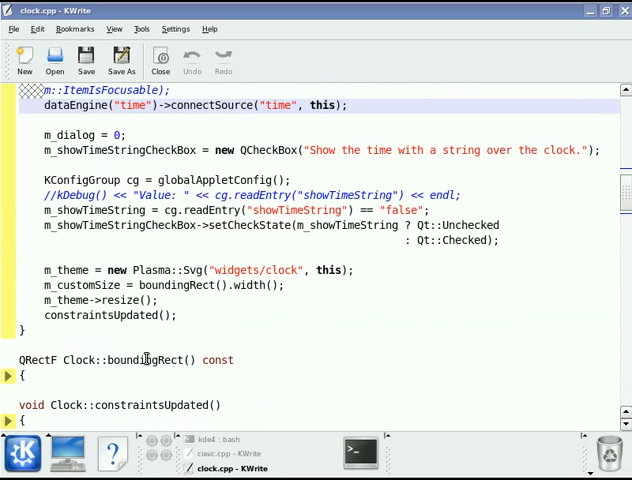 clock.cpp - KWrite
File Edit Bookmarks View Tools Settings Help
New Open Save Save As Close Undo Redo
m::ItemIsFocusable);
dataEngine("time")->connectSource("time", this);
m_dialog = 0;
m_showTimeStringCheckBox = new QCheckBox("Show the time with a string over the clock.");
KConfigGroup cg = globalAppletConfig();
//kDebug() << "Value: " << cg.readEntry("showTimeString") << endl;
m_showTimeString = cg.readEntry("showTimeString") == "false";
m_showTimeStringCheckBox->setCheckState(m_showTimeString ? Qt::Unchecked
: Qt::Checked);
m_theme = new Plasma::Svg("widgets/clock", this);
m_customSize = boundingRect().width();
m_theme->resize();
constraintsUpdated();
}
QRectF Clock::boundingRect() const
{
void Clock::constraintsUpdated()
{
kde4 : bash
ciavc.cpp - KWrite
clock.cpp - KWrite